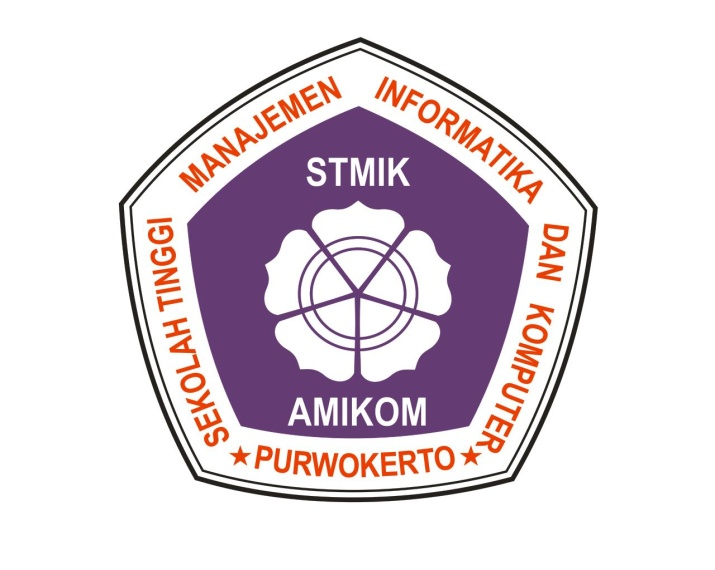 SEKOLAH TINGGI MANAJEMEN INFORMATIKA DAN KOMPUTER
STMIK
AMIKOM
PURWOKERTO